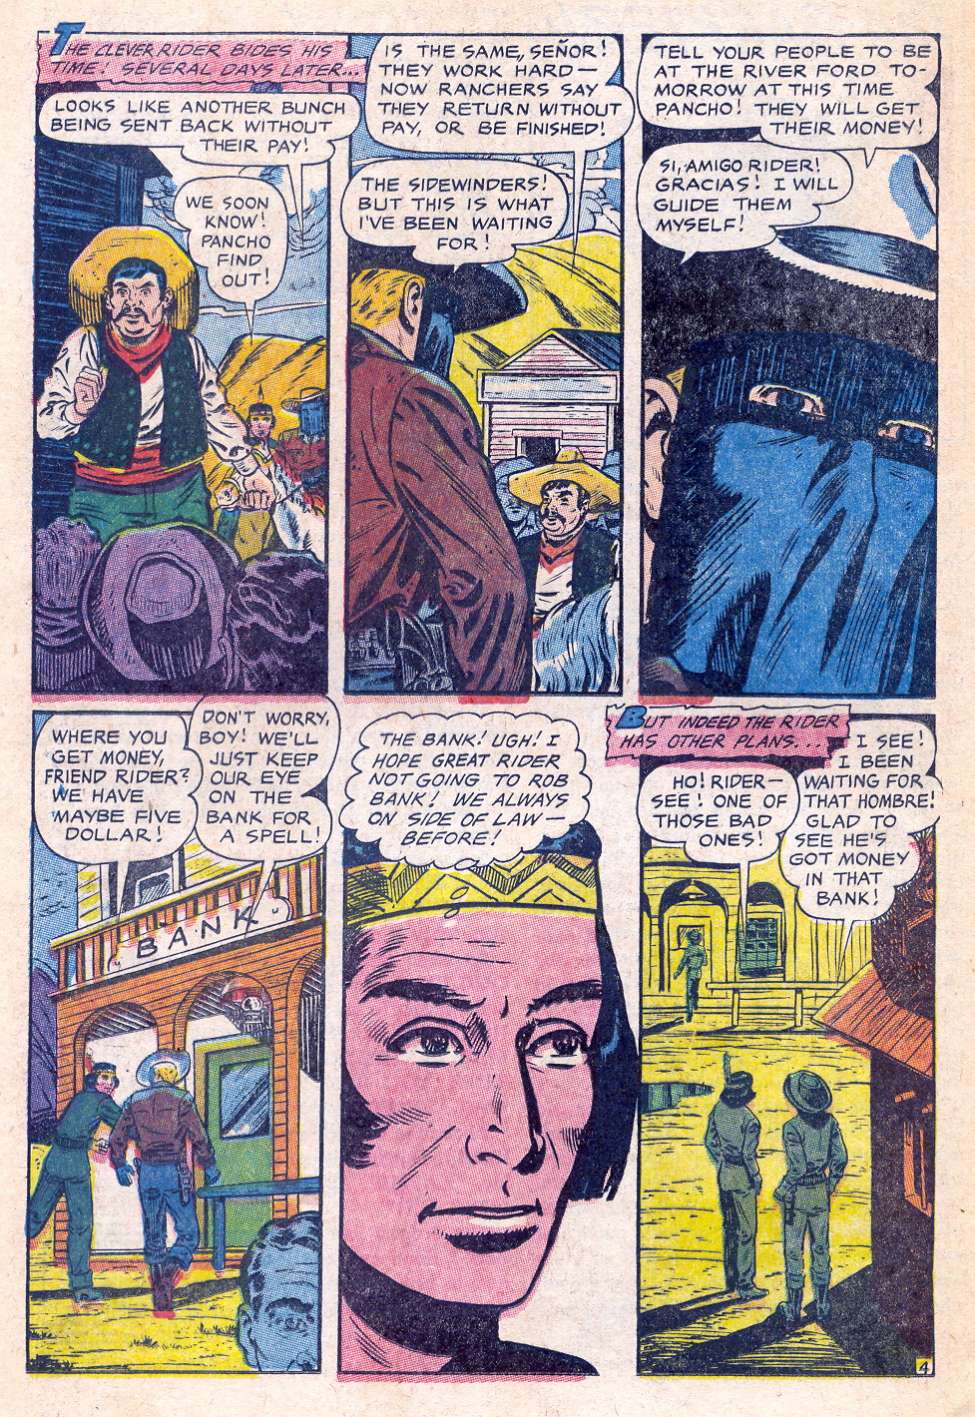 THE CLEVER RIDER BIDES HIS
TIME! SEVERAL DAYS LATER...
LOOKS LIKE ANOTHER BUNCH
BEING SENT BACK WITHOUT
THEIR PAY!
WE SOON
KNOW!
PANCHO
FIND
OUT!
IS THE SAME, SEÑOR!
THEY WORK HARD—
NOW RANCHERS SAY
THEY RETURN WITHOUT
PAY, OR BE FINISHED!
THE SIDEWINDERS!
BUT THIS IS WHAT
I'VE BEEN WAITING
FOR!
TELL YOUR PEOPLE TO BE
AT THE RIVER FORD TO-
MORROW AT THIS TIME
PANCHO! THEY WILL GET
THEIR MONEY!
SI, AMIGO RIDER!
GRACIAS! I WILL
GUIDE THEM
MYSELF!
WHERE YOU
GET MONEY,
FRIEND RIDER?
WE HAVE
MAYBE FIVE
DOLLAR!
DON'T WORRY,
BOY! WE'LL
JUST KEEP
OUR EYE
ON THE
BANK FOR
A SPELL!
BANK
THE BANK! UGH! I
HOPE GREAT RIDER
NOT GOING TO ROB
BANK! WE ALWAYS
ON SIDE OF LAW—
BEFORE!
BUT INDEED THE RIDER
HAS OTHER PLANS...
HO! RIDER—
SEE! ONE OF
THOSE BAD
ONES!
I SEE!
I BEEN
WAITING FOR
THAT HOMBRE!
GLAD TO
SEE HE'S
GOT MONEY
IN THAT
BANK!
4